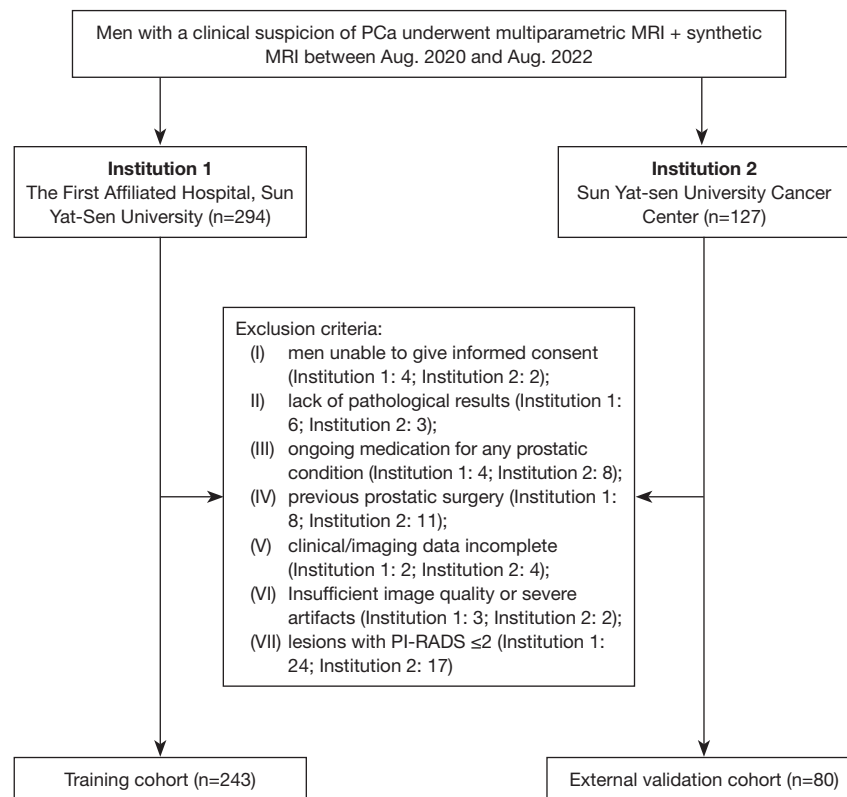 Men with a clinical suspicion of PCa underwent multiparametric MRI + synthetic
MRI between Aug. 2020 and Aug. 2022
Institution 1
The First Affiliated Hospital, Sun
Yat-Sen University (n=294)
Institution 2
Sun Yat-sen University Cancer
Center (n=127)
Exclusion criteria:
(I) men unable to give informed consent
(Institution 1: 4; Institution 2: 2);
II) lack of pathological results (Institution 1:
6; Institution 2: 3);
(III) ongoing medication for any prostatic
condition (Institution 1: 4; Institution 2: 8);
(IV) previous prostatic surgery (Institution 1:
8; Institution 2: 11);
(V) clinical/imaging data incomplete
(Institution 1: 2; Institution 2: 4);
(VI) Insufficient image quality or severe
artifacts (Institution 1: 3; Institution 2: 2);
(VII) lesions with PI-RADS ≤2 (Institution 1:
24; Institution 2: 17)
Training cohort (n=243)
External validation cohort (n=80)